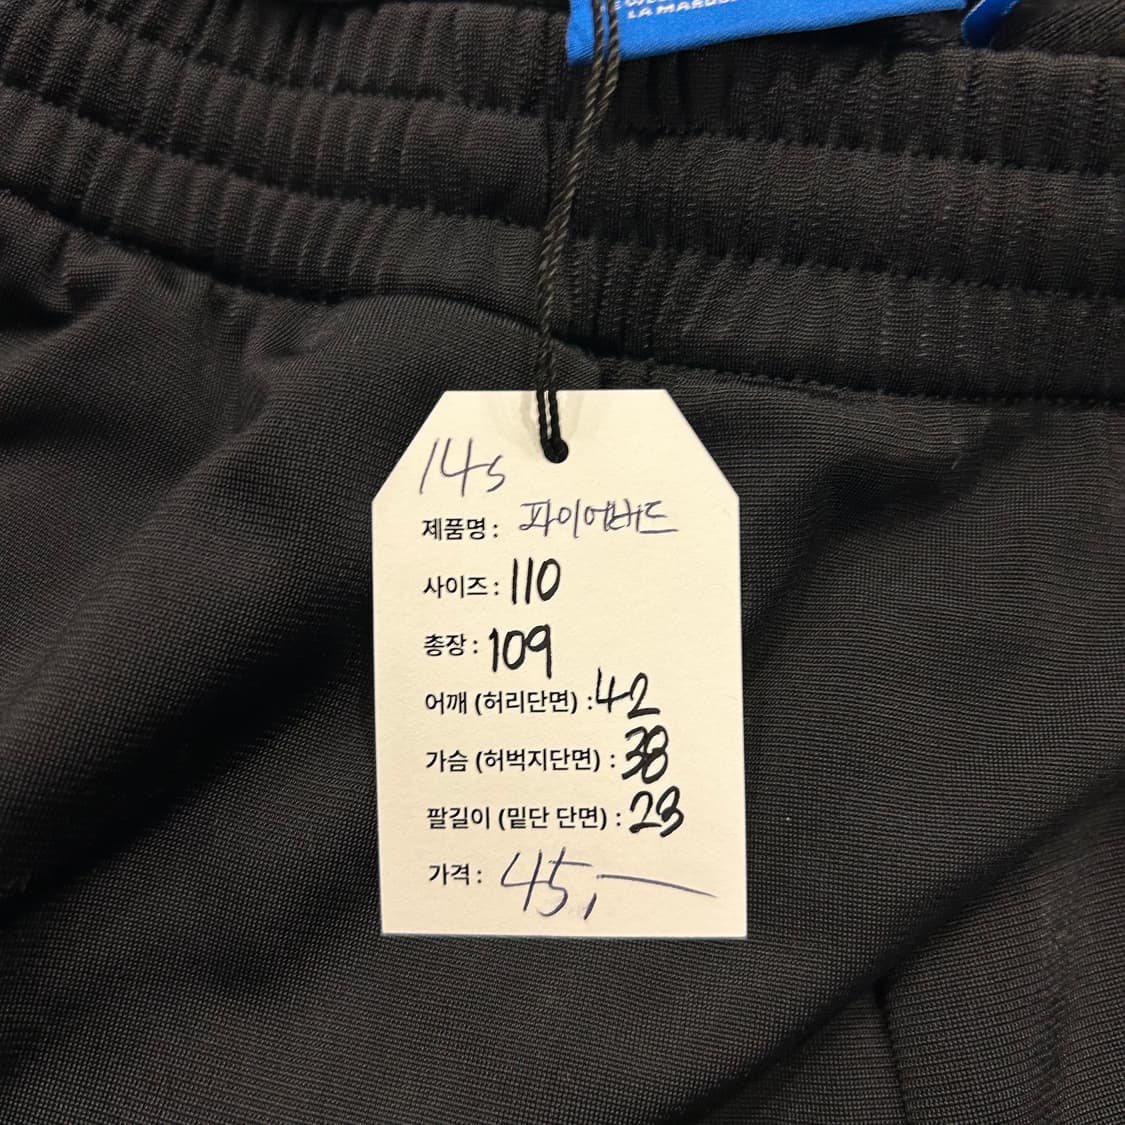 LA MARQUE
14s
제품명 : 파이어버드
사이즈 : 110
총장 : 109
어깨 (허리단면) : 42
가슴 (허벅지단면) : 38
팔길이 (밑단 단면) : 23
가격 : 45,—